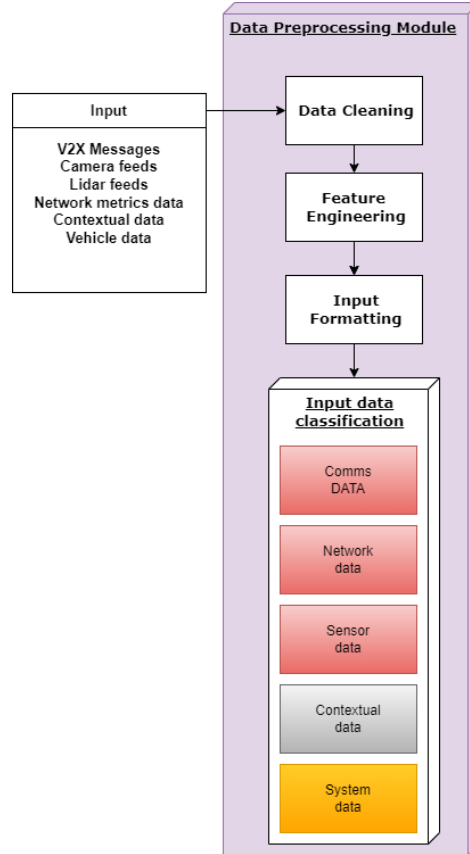 Data Preprocessing Module
Input
V2X Messages
Camera feeds
Lidar feeds
Network metrics data
Contextual data
Vehicle data
Data Cleaning
Feature
Engineering
Input
Formatting
Input data
classification
Comms
DATA
Network
data
Sensor
data
Contextual
data
System
data